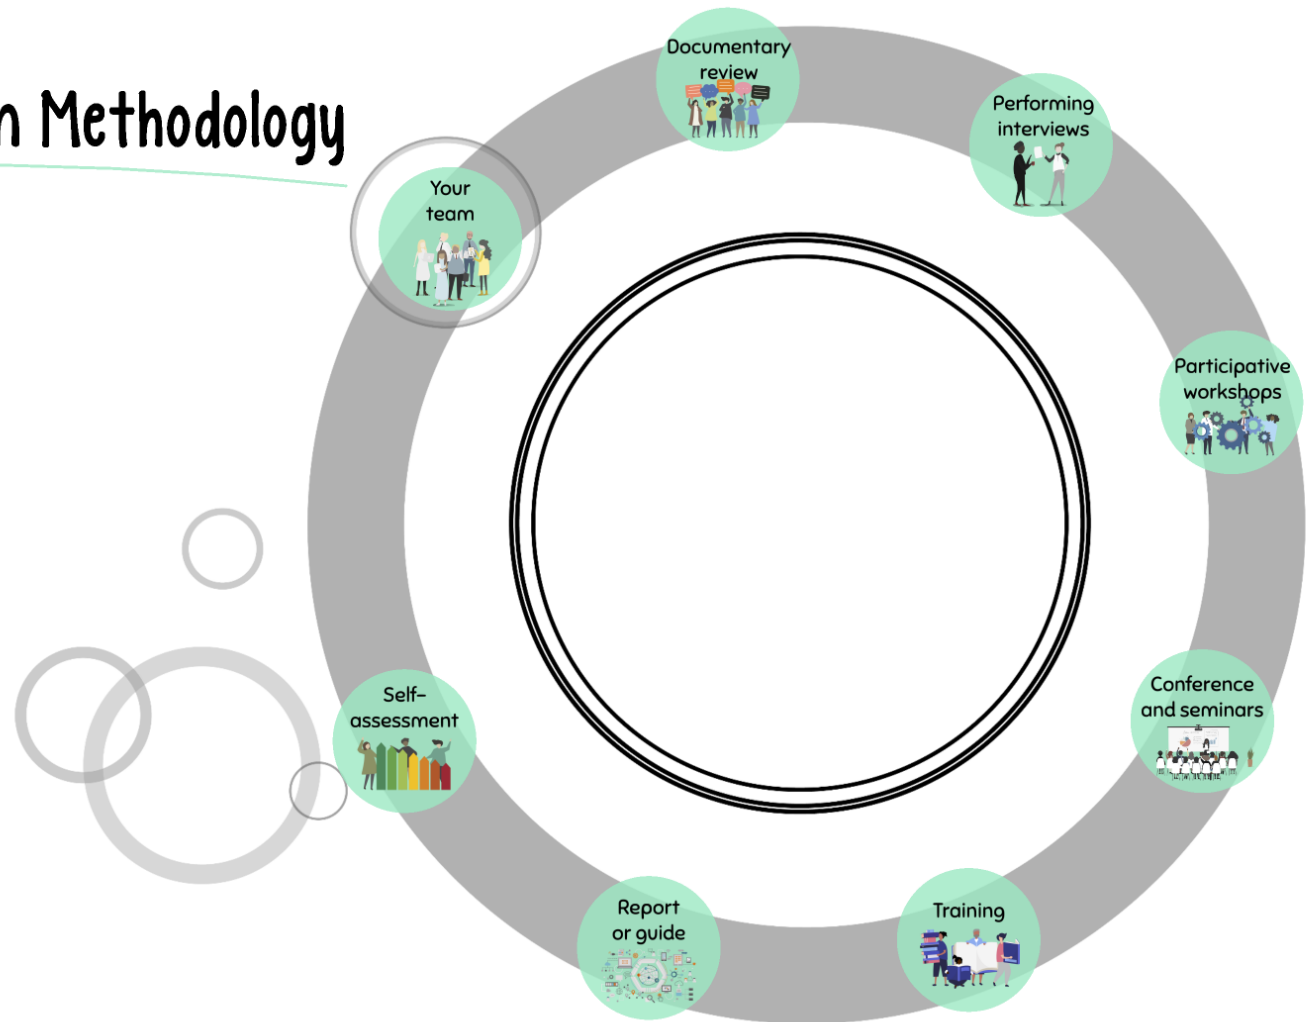 n Methodology
Your
team
Documentary
review
Performing
interviews
Participative
workshops
Conference
and seminars
Training
Report
or guide
Self-
assessment